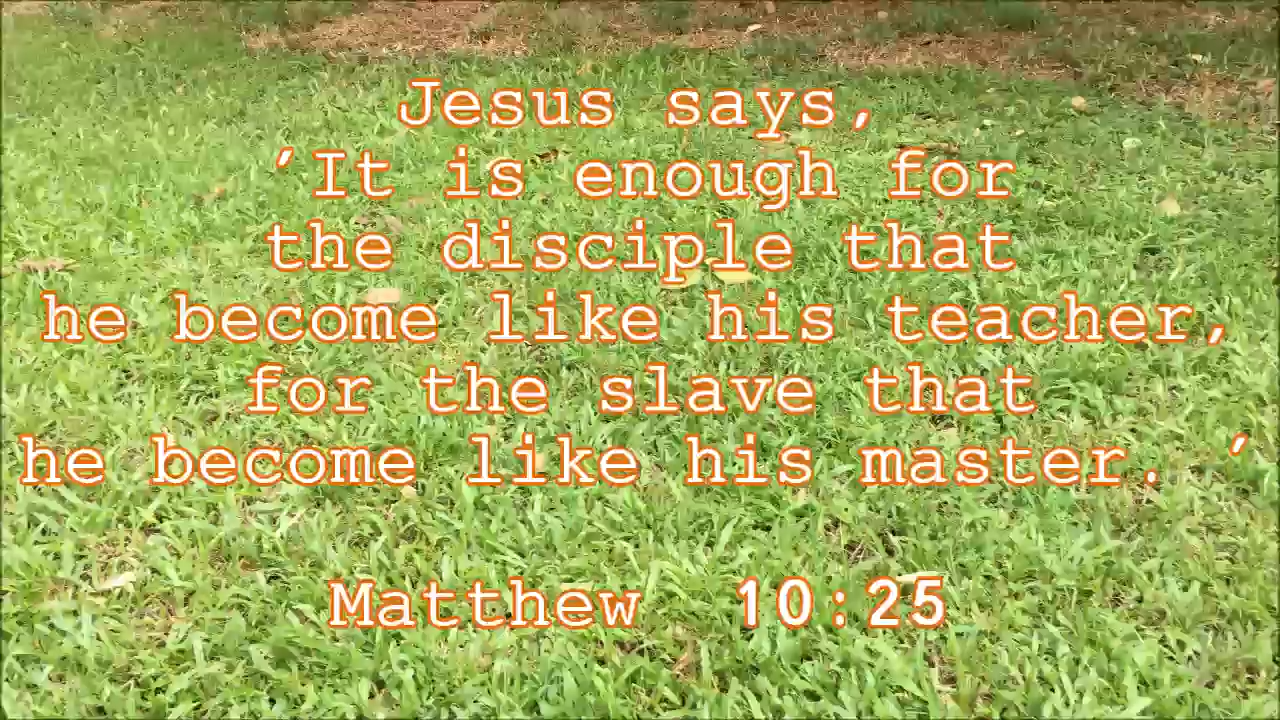 Jesus says,
'It is enough for
the disciple that
he become like his teacher,
for the slave that
he become like his master. '
Matthew 10:25